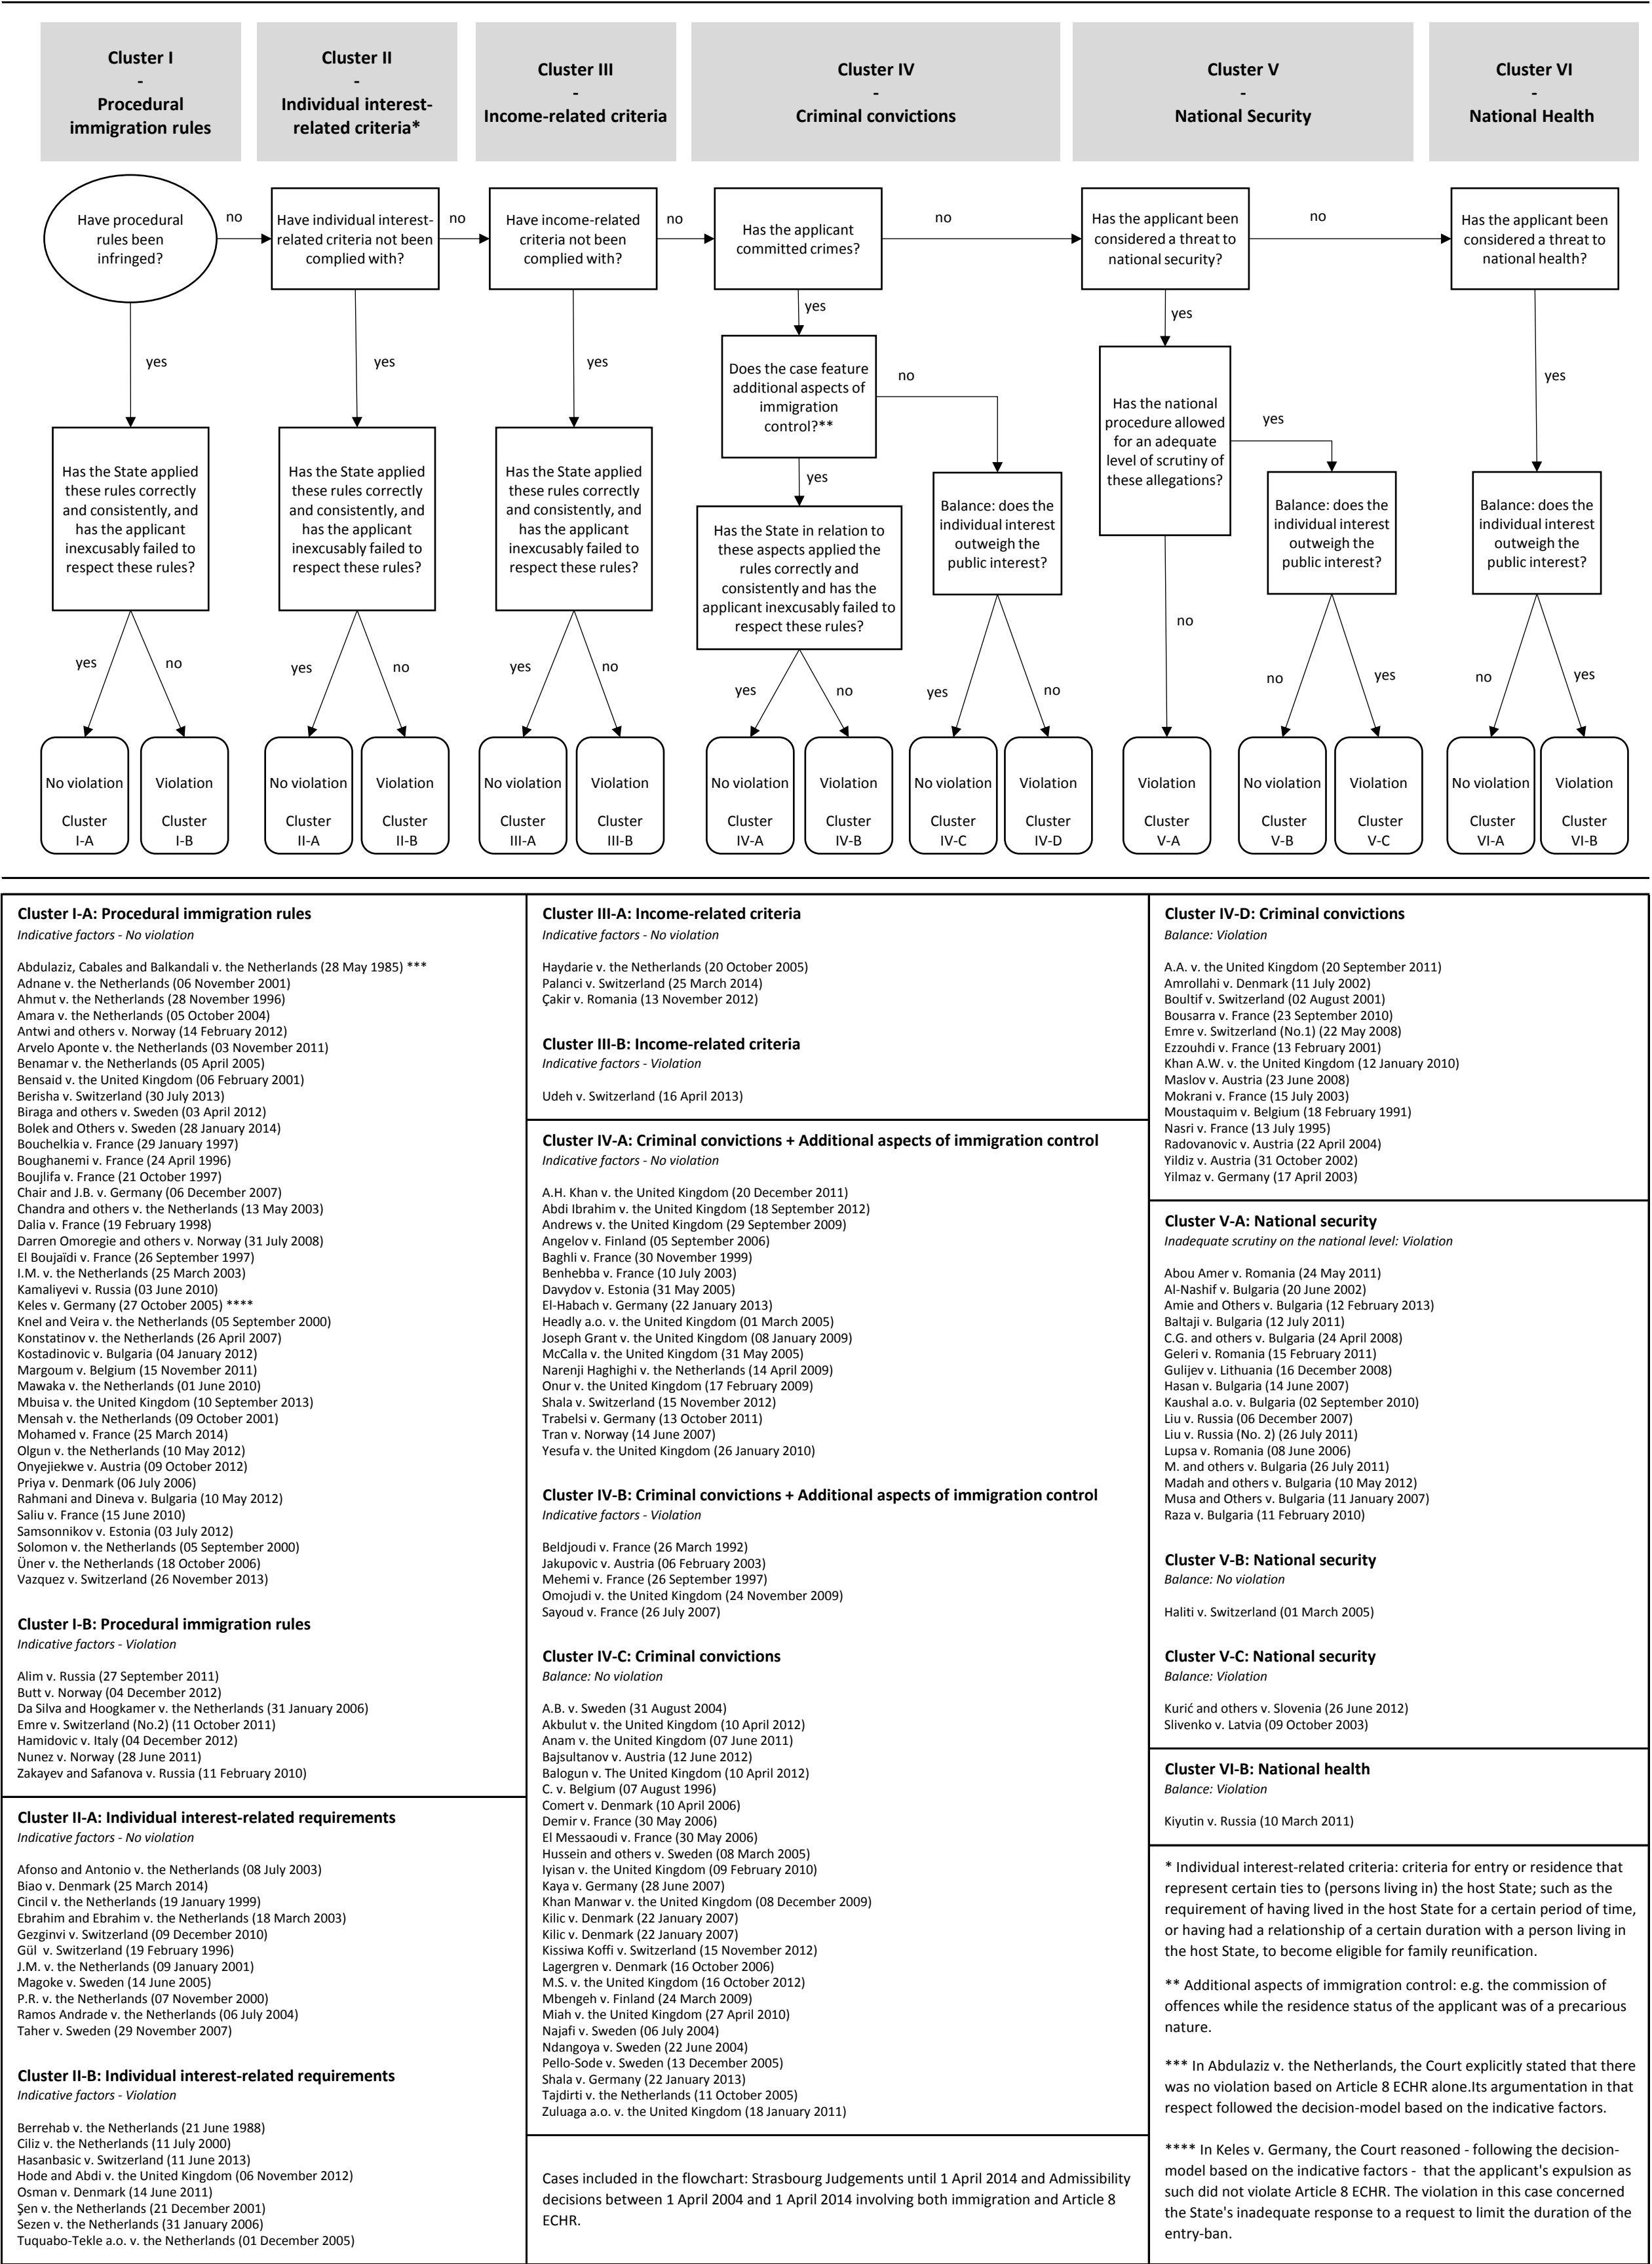 Cluster I
-
Procedural
immigration rules
Cluster II
-
Individual interest-
related criteria*
Cluster III
-
Income-related criteria
Cluster IV
-
Criminal convictions
Cluster V
-
National Security
Cluster VI
-
National Health
Have procedural
rules been
infringed?
no
Have individual interest-
related criteria not been
complied with?
no
Have income-related
criteria not been
complied with?
no
Has the applicant
committed crimes?
no
Has the applicant been
considered a threat to
national security?
no
Has the applicant been
considered a threat to
national health?
yes
yes
yes
yes
yes
yes
Does the case feature
additional aspects of
immigration
control?**
no
yes
Has the national
procedure allowed
for an adequate
level of scrutiny of
these allegations?
yes
no
Has the State applied
these rules correctly
and consistently, and
has the applicant
inexcusably failed to
respect these rules?
Has the State applied
these rules correctly
and consistently, and
has the applicant
inexcusably failed to
respect these rules?
Has the State applied
these rules correctly
and consistently, and
has the applicant
inexcusably failed to
respect these rules?
Has the State in relation to
these aspects applied the
rules correctly and
consistently and has the
applicant inexcusably failed to
respect these rules?
Balance: does the
individual interest
outweigh the
public interest?
Balance: does the
individual interest
outweigh the
public interest?
Balance: does the
individual interest
outweigh the
public interest?
yes
no
yes
no
yes
no
yes
no
yes
no
no
yes
no
yes
No violation
Cluster
I-A
Violation
Cluster
I-B
No violation
Cluster
II-A
Violation
Cluster
II-B
No violation
Cluster
III-A
Violation
Cluster
III-B
No violation
Cluster
IV-A
Violation
Cluster
IV-B
No violation
Cluster
IV-C
Violation
Cluster
IV-D
Violation
Cluster
V-A
No violation
Cluster
V-B
Violation
Cluster
V-C
No violation
Cluster
VI-A
Violation
Cluster
VI-B
Cluster I-A: Procedural immigration rules
Indicative factors - No violation
Abdulaziz, Cabales and Balkandali v. the Netherlands (28 May 1985) ***
Adnane v. the Netherlands (06 November 2001)
Ahmut v. the Netherlands (28 November 1996)
Amara v. the Netherlands (05 October 2004)
Antwi and others v. Norway (14 February 2012)
Arvelo Aponte v. the Netherlands (03 November 2011)
Benamar v. the Netherlands (05 April 2005)
Bensaid v. the United Kingdom (06 February 2001)
Berisha v. Switzerland (30 July 2013)
Biraga and others v. Sweden (03 April 2012)
Bolek and Others v. Sweden (28 January 2014)
Bouchelkia v. France (29 January 1997)
Boughanemi v. France (24 April 1996)
Boujlifa v. France (21 October 1997)
Chair and J.B. v. Germany (06 December 2007)
Chandra and others v. the Netherlands (13 May 2003)
Dalia v. France (19 February 1998)
Darren Omoregie and others v. Norway (31 July 2008)
El Boujaïdi v. France (26 September 1997)
I.M. v. the Netherlands (25 March 2003)
Kamaliyevi v. Russia (03 June 2010)
Keles v. Germany (27 October 2005) ****
Knel and Veira v. the Netherlands (05 September 2000)
Konstatinov v. the Netherlands (26 April 2007)
Kostadinovic v. Bulgaria (04 January 2012)
Margoum v. Belgium (15 November 2011)
Mawaka v. the Netherlands (01 June 2010)
Mbuisa v. the United Kingdom (10 September 2013)
Mensah v. the Netherlands (09 October 2001)
Mohamed v. France (25 March 2014)
Olgun v. the Netherlands (10 May 2012)
Onyejiekwe v. Austria (09 October 2012)
Priya v. Denmark (06 July 2006)
Rahmani and Dineva v. Bulgaria (10 May 2012)
Saliu v. France (15 June 2010)
Samsonnikov v. Estonia (03 July 2012)
Solomon v. the Netherlands (05 September 2000)
Üner v. the Netherlands (18 October 2006)
Vazquez v. Switzerland (26 November 2013)
Cluster I-B: Procedural immigration rules
Indicative factors - Violation
Alim v. Russia (27 September 2011)
Butt v. Norway (04 December 2012)
Da Silva and Hoogkamer v. the Netherlands (31 January 2006)
Emre v. Switzerland (No.2) (11 October 2011)
Hamidovic v. Italy (04 December 2012)
Nunez v. Norway (28 June 2011)
Zakayev and Safanova v. Russia (11 February 2010)
Cluster II-A: Individual interest-related requirements
Indicative factors - No violation
Afonso and Antonio v. the Netherlands (08 July 2003)
Biao v. Denmark (25 March 2014)
Cincil v. the Netherlands (19 January 1999)
Ebrahim and Ebrahim v. the Netherlands (18 March 2003)
Gezginvi v. Switzerland (09 December 2010)
Gül v. Switzerland (19 February 1996)
J.M. v. the Netherlands (09 January 2001)
Magoke v. Sweden (14 June 2005)
P.R. v. the Netherlands (07 November 2000)
Ramos Andrade v. the Netherlands (06 July 2004)
Taher v. Sweden (29 November 2007)
Cluster II-B: Individual interest-related requirements
Indicative factors - Violation
Berrehab v. the Netherlands (21 June 1988)
Ciliz v. the Netherlands (11 July 2000)
Hasanbasic v. Switzerland (11 June 2013)
Hode and Abdi v. the United Kingdom (06 November 2012)
Osman v. Denmark (14 June 2011)
Şen v. the Netherlands (21 December 2001)
Sezen v. the Netherlands (31 January 2006)
Tuquabo-Tekle a.o. v. the Netherlands (01 December 2005)
Cluster III-A: Income-related criteria
Indicative factors - No violation
Haydarie v. the Netherlands (20 October 2005)
Palanci v. Switzerland (25 March 2014)
Çakir v. Romania (13 November 2012)
Cluster III-B: Income-related criteria
Indicative factors - Violation
Udeh v. Switzerland (16 April 2013)
Cluster IV-A: Criminal convictions + Additional aspects of immigration control
Indicative factors - No violation
A.H. Khan v. the United Kingdom (20 December 2011)
Abdi Ibrahim v. the United Kingdom (18 September 2012)
Andrews v. the United Kingdom (29 September 2009)
Angelov v. Finland (05 September 2006)
Baghli v. France (30 November 1999)
Benhebba v. France (10 July 2003)
Davydov v. Estonia (31 May 2005)
El-Habach v. Germany (22 January 2013)
Headly a.o. v. the United Kingdom (01 March 2005)
Joseph Grant v. the United Kingdom (08 January 2009)
McCalla v. the United Kingdom (31 May 2005)
Narenji Haghighi v. the Netherlands (14 April 2009)
Onur v. the United Kingdom (17 February 2009)
Shala v. Switzerland (15 November 2012)
Trabelsi v. Germany (13 October 2011)
Tran v. Norway (14 June 2007)
Yesufa v. the United Kingdom (26 January 2010)
Cluster IV-B: Criminal convictions + Additional aspects of immigration control
Indicative factors - Violation
Beldjoudi v. France (26 March 1992)
Jakupovic v. Austria (06 February 2003)
Mehemi v. France (26 September 1997)
Omojudi v. the United Kingdom (24 November 2009)
Sayoud v. France (26 July 2007)
Cluster IV-C: Criminal convictions
Balance: No violation
A.B. v. Sweden (31 August 2004)
Akbulut v. the United Kingdom (10 April 2012)
Anam v. the United Kingdom (07 June 2011)
Bajsultanov v. Austria (12 June 2012)
Balogun v. The United Kingdom (10 April 2012)
C. v. Belgium (07 August 1996)
Comert v. Denmark (10 April 2006)
Demir v. France (30 May 2006)
El Messaoudi v. France (30 May 2006)
Hussein and others v. Sweden (08 March 2005)
Iyisan v. the United Kingdom (09 February 2010)
Kaya v. Germany (28 June 2007)
Khan Manwar v. the United Kingdom (08 December 2009)
Kilic v. Denmark (22 January 2007)
Kilic v. Denmark (22 January 2007)
Kissiwa Koffi v. Switzerland (15 November 2012)
Lagergren v. Denmark (16 October 2006)
M.S. v. the United Kingdom (16 October 2012)
Mbengeh v. Finland (24 March 2009)
Miah v. the United Kingdom (27 April 2010)
Najafi v. Sweden (06 July 2004)
Ndangoya v. Sweden (22 June 2004)
Pello-Sode v. Sweden (13 December 2005)
Shala v. Germany (22 January 2013)
Tajdirti v. the Netherlands (11 October 2005)
Zuluaga a.o. v. the United Kingdom (18 January 2011)
Cases included in the flowchart: Strasbourg Judgements until 1 April 2014 and Admissibility
decisions between 1 April 2004 and 1 April 2014 involving both immigration and Article 8
ECHR.
Cluster IV-D: Criminal convictions
Balance: Violation
A.A. v. the United Kingdom (20 September 2011)
Amrollahi v. Denmark (11 July 2002)
Boultif v. Switzerland (02 August 2001)
Bousarra v. France (23 September 2010)
Emre v. Switzerland (No.1) (22 May 2008)
Ezzouhdi v. France (13 February 2001)
Khan A.W. v. the United Kingdom (12 January 2010)
Maslov v. Austria (23 June 2008)
Mokrani v. France (15 July 2003)
Moustaquim v. Belgium (18 February 1991)
Nasri v. France (13 July 1995)
Radovanovic v. Austria (22 April 2004)
Yildiz v. Austria (31 October 2002)
Yilmaz v. Germany (17 April 2003)
Cluster V-A: National security
Inadequate scrutiny on the national level: Violation
Abou Amer v. Romania (24 May 2011)
Al-Nashif v. Bulgaria (20 June 2002)
Amie and Others v. Bulgaria (12 February 2013)
Baltaji v. Bulgaria (12 July 2011)
C.G. and others v. Bulgaria (24 April 2008)
Geleri v. Romania (15 February 2011)
Gulijev v. Lithuania (16 December 2008)
Hasan v. Bulgaria (14 June 2007)
Kaushal a.o. v. Bulgaria (02 September 2010)
Liu v. Russia (06 December 2007)
Liu v. Russia (No. 2) (26 July 2011)
Lupsa v. Romania (08 June 2006)
M. and others v. Bulgaria (26 July 2011)
Madah and others v. Bulgaria (10 May 2012)
Musa and Others v. Bulgaria (11 January 2007)
Raza v. Bulgaria (11 February 2010)
Cluster V-B: National security
Balance: No violation
Haliti v. Switzerland (01 March 2005)
Cluster V-C: National security
Balance: Violation
Kurić and others v. Slovenia (26 June 2012)
Slivenko v. Latvia (09 October 2003)
Cluster VI-B: National health
Balance: Violation
Kiyutin v. Russia (10 March 2011)
* Individual interest-related criteria: criteria for entry or residence that
represent certain ties to (persons living in) the host State; such as the
requirement of having lived in the host State for a certain period of time,
or having had a relationship of a certain duration with a person living in
the host State, to become eligible for family reunification.
** Additional aspects of immigration control: e.g. the commission of
offences while the residence status of the applicant was of a precarious
nature.
*** In Abdulaziz v. the Netherlands, the Court explicitly stated that there
was no violation based on Article 8 ECHR alone.Its argumentation in that
respect followed the decision-model based on the indicative factors.
**** In Keles v. Germany, the Court reasoned - following the decision-
model based on the indicative factors - that the applicant's expulsion as
such did not violate Article 8 ECHR. The violation in this case concerned
the State's inadequate response to a request to limit the duration of the
entry-ban.